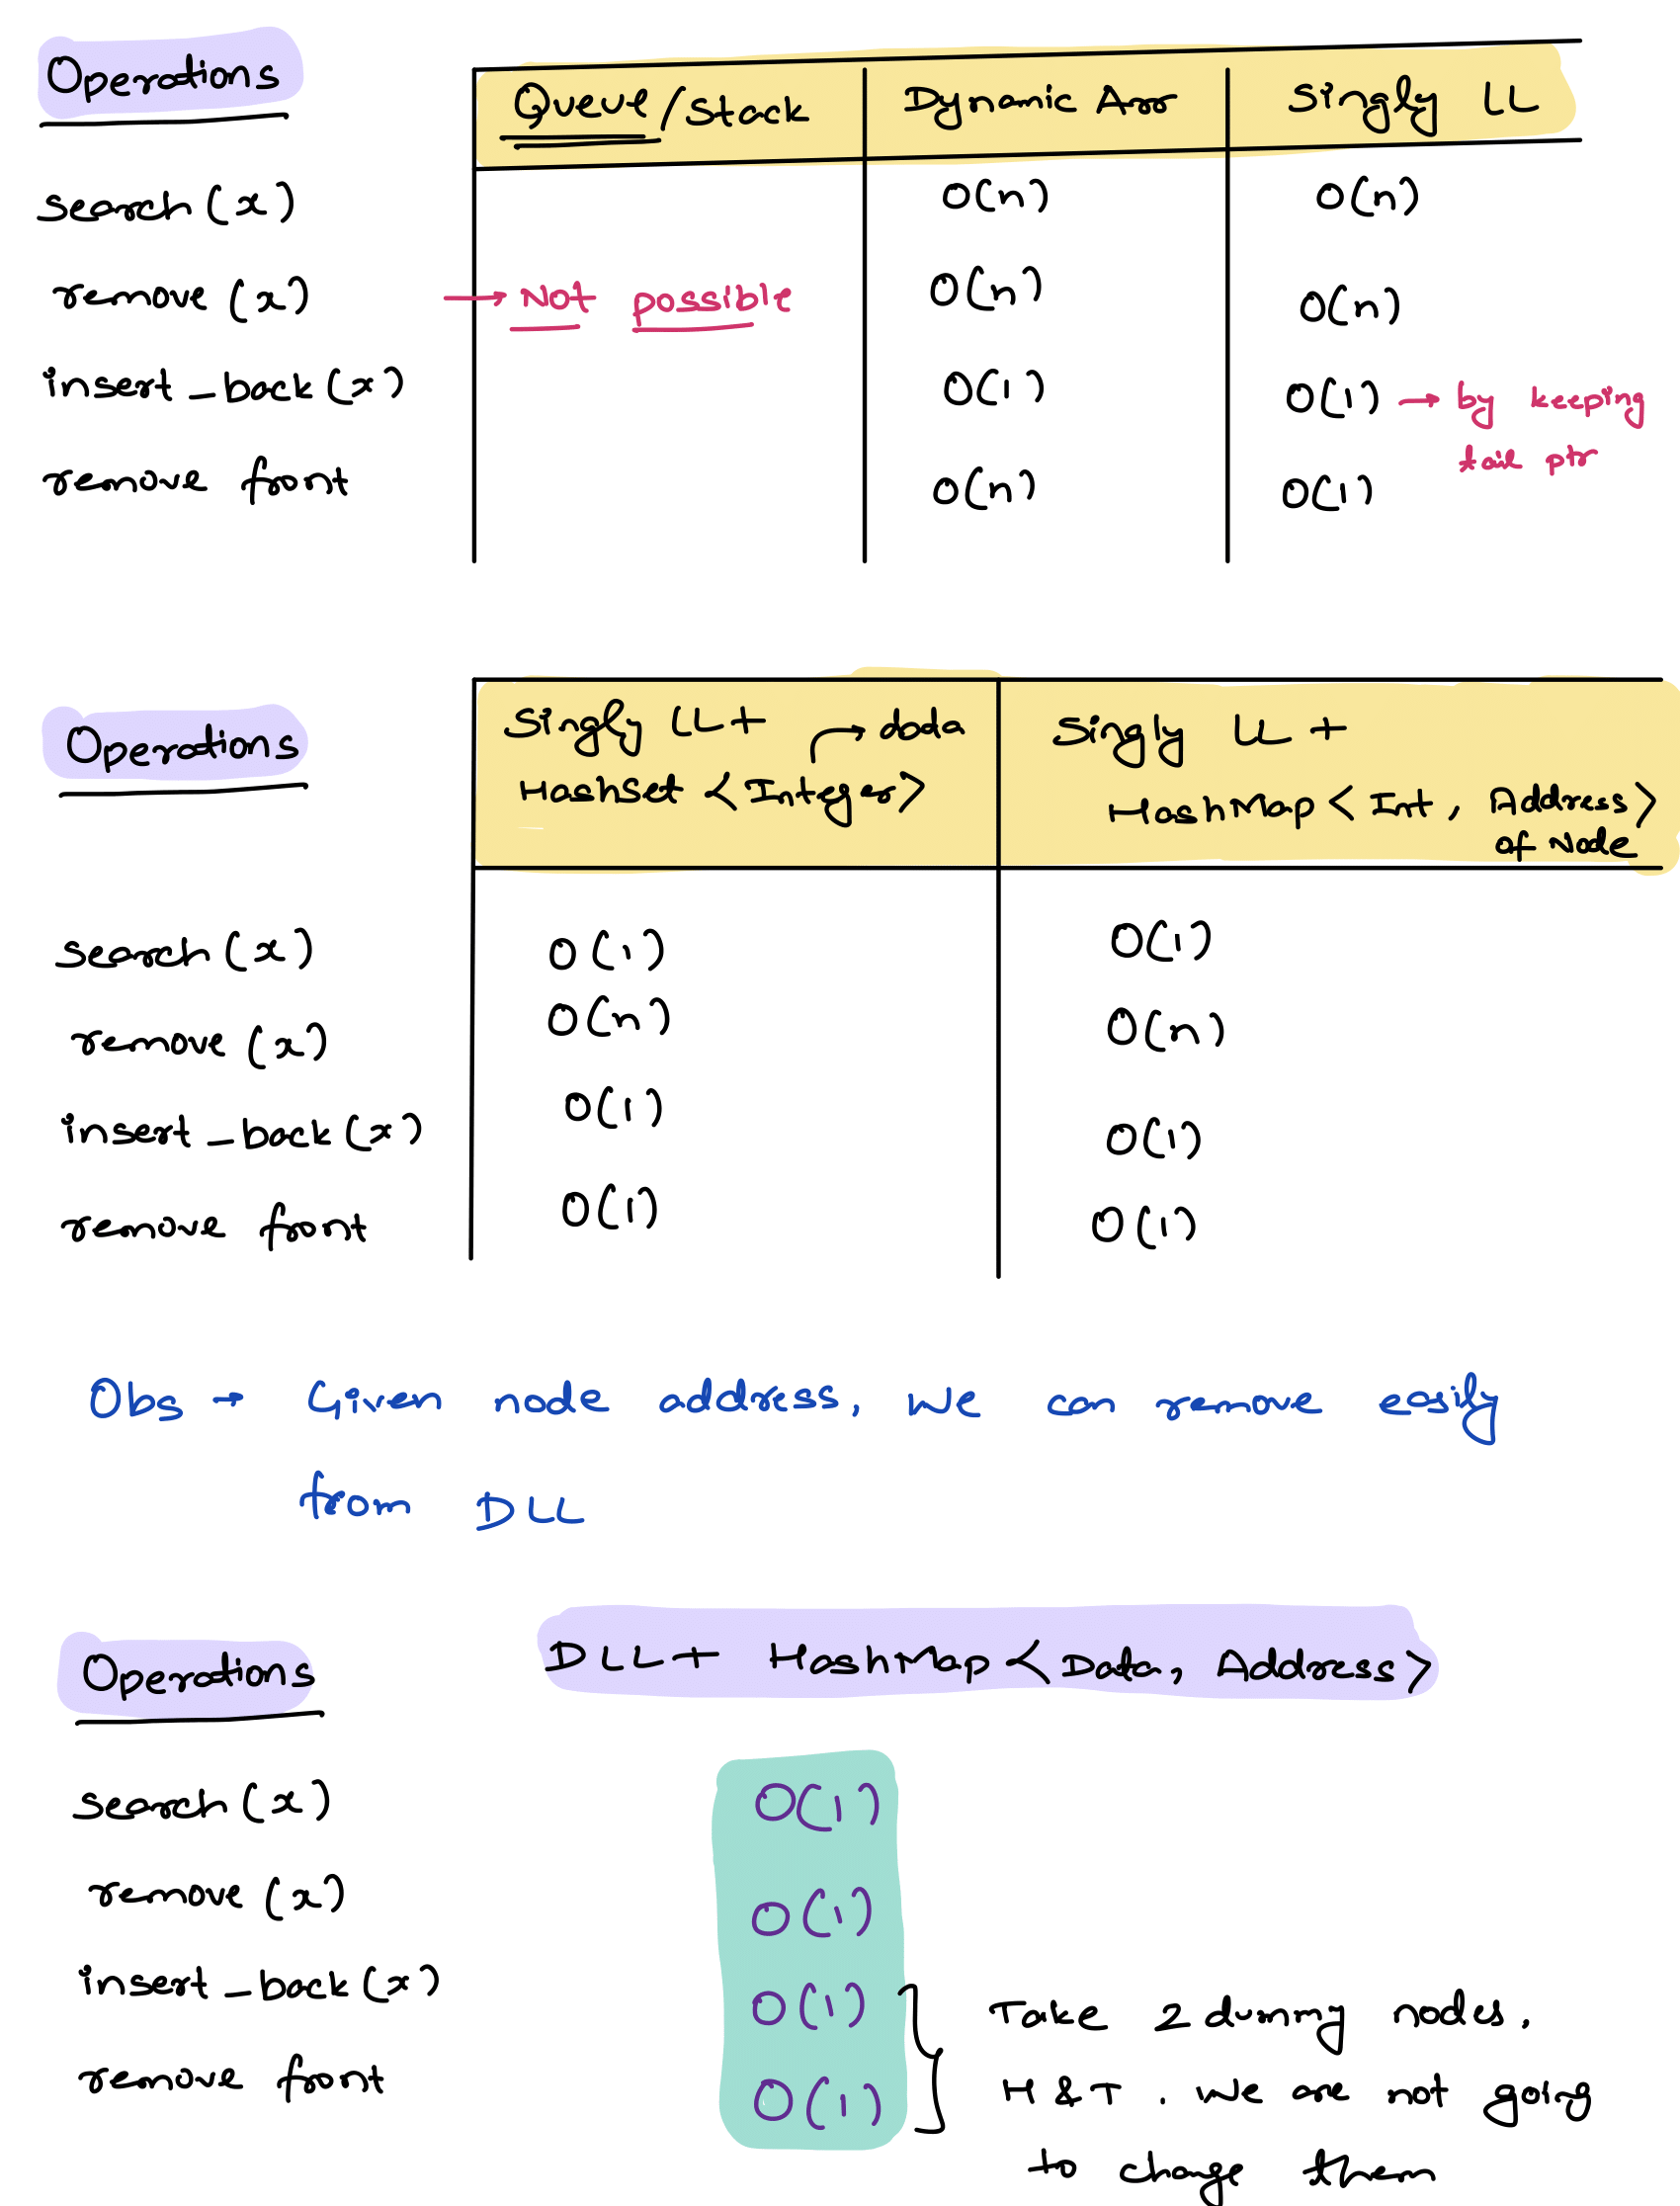 Operations Queue/Stack Dynamic Arr Singly LL
search (x) O(n) O(n)
remove (x) → Not possible O(n) O(n)
insert_back(x) O(1) O(1) → by keeping
tail ptr
remove front O(n) O(1)
Operations Singly LL+ → data Singly LL +
HashSet <Integer> HashMap < Int, Address>
of Node
search (x) O(1) O(1)
remove (x) O(n) O(n)
insert_back(x) O(1) O(1)
remove front O(1) O(1)
Obs → Given node address, we can remove easily
from DLL
Operations DLL+ HashMap <Data, Address>
search (x) O(1)
remove (x) O(1)
insert_back(x) O(1) Take 2 dummy nodes.
remove front O(1) H & T . We are not going
to change them